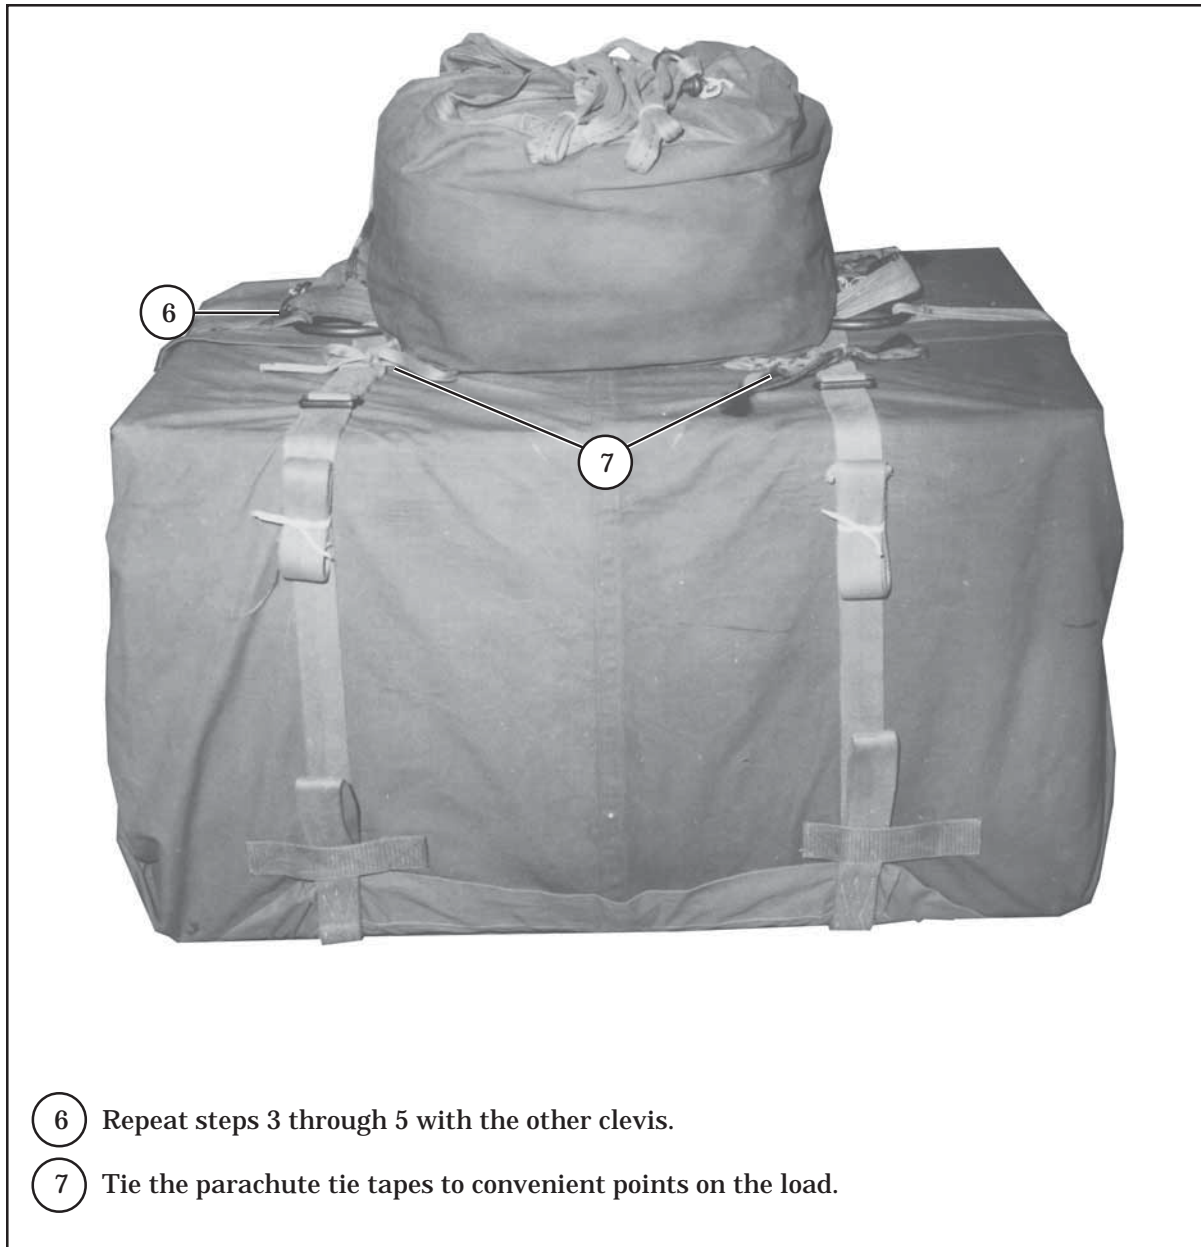 6
7
6 Repeat steps 3 through 5 with the other clevis.
7 Tie the parachute tie tapes to convenient points on the load.